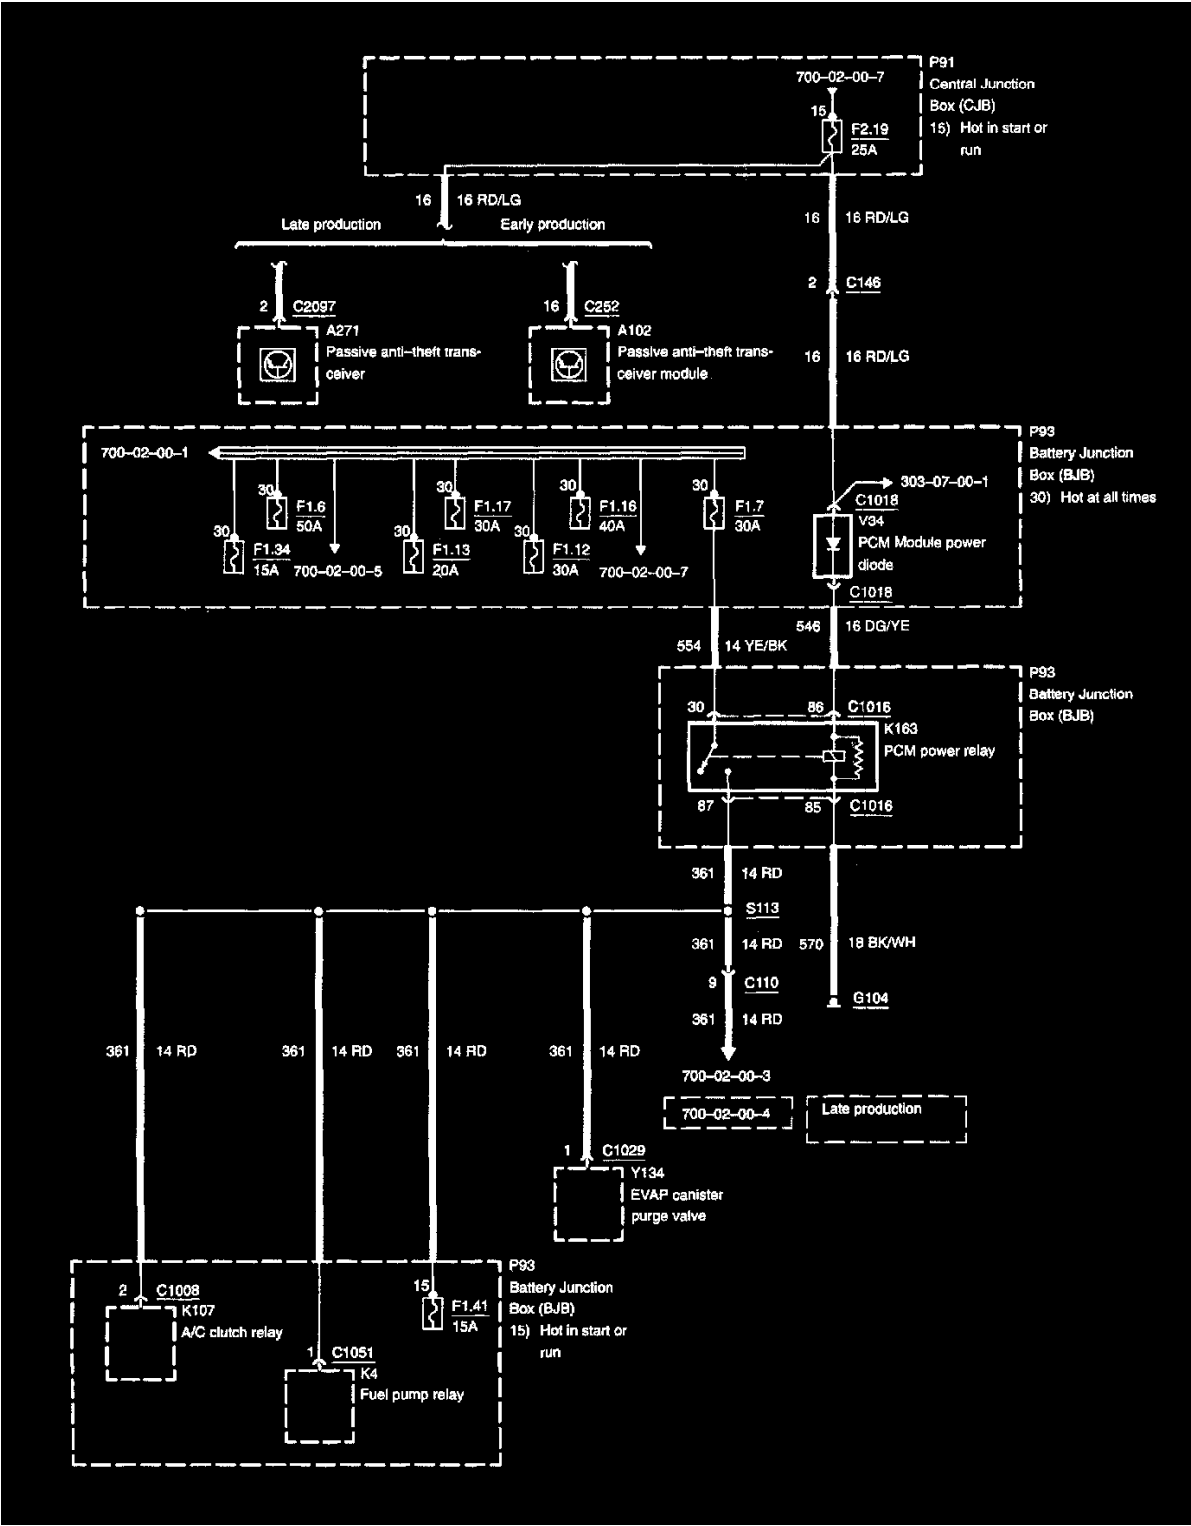 P91
700-02-00-7
Central Junction
Box (CJB)
15
F2.19
15) Hot in start or
25A
run
16 16 RD/LG
16 16 RD/LG
Late production
Early production
2 C146
2 C2097
16 C252
A271
A102
Passive anti-theft trans-
ceiver
Passive anti-theft trans-
ceiver module
16 16 RD/LG
P93
700-02-00-1
Battery Junction
Box (BJB)
303-07-00-1
30) Hot at all times
30 30 30 30
C1018
F1.6
50A
F1.17
30A
F1.16
40A
F1.7
30A
V34
30 30 30
PCM Module power
diode
F1.34
15A
700-02-00-5
F1.13
20A
F1.12
30A
700-02-00-7
C1018
546 16 DG/YE
554 14 YE/BK
P93
Battery Junction
Box (BJB)
30 86 C1016
K163
PCM power relay
87 85 C1016
361 14 RD
S113
361 14 RD
570 18 BK/WH
9 C110
G104
361 14 RD
361 14 RD
361 14 RD
361 14 RD
361 14 RD
700-02-00-3
700-02-00-4
Late production
1 C1029
Y134
EVAP canister
purge valve
P93
2 C1008
15
Battery Junction
K107
F1.41
Box (BJB)
A/C clutch relay
15A
15) Hot in start or
run
1 C1051
K4
Fuel pump relay